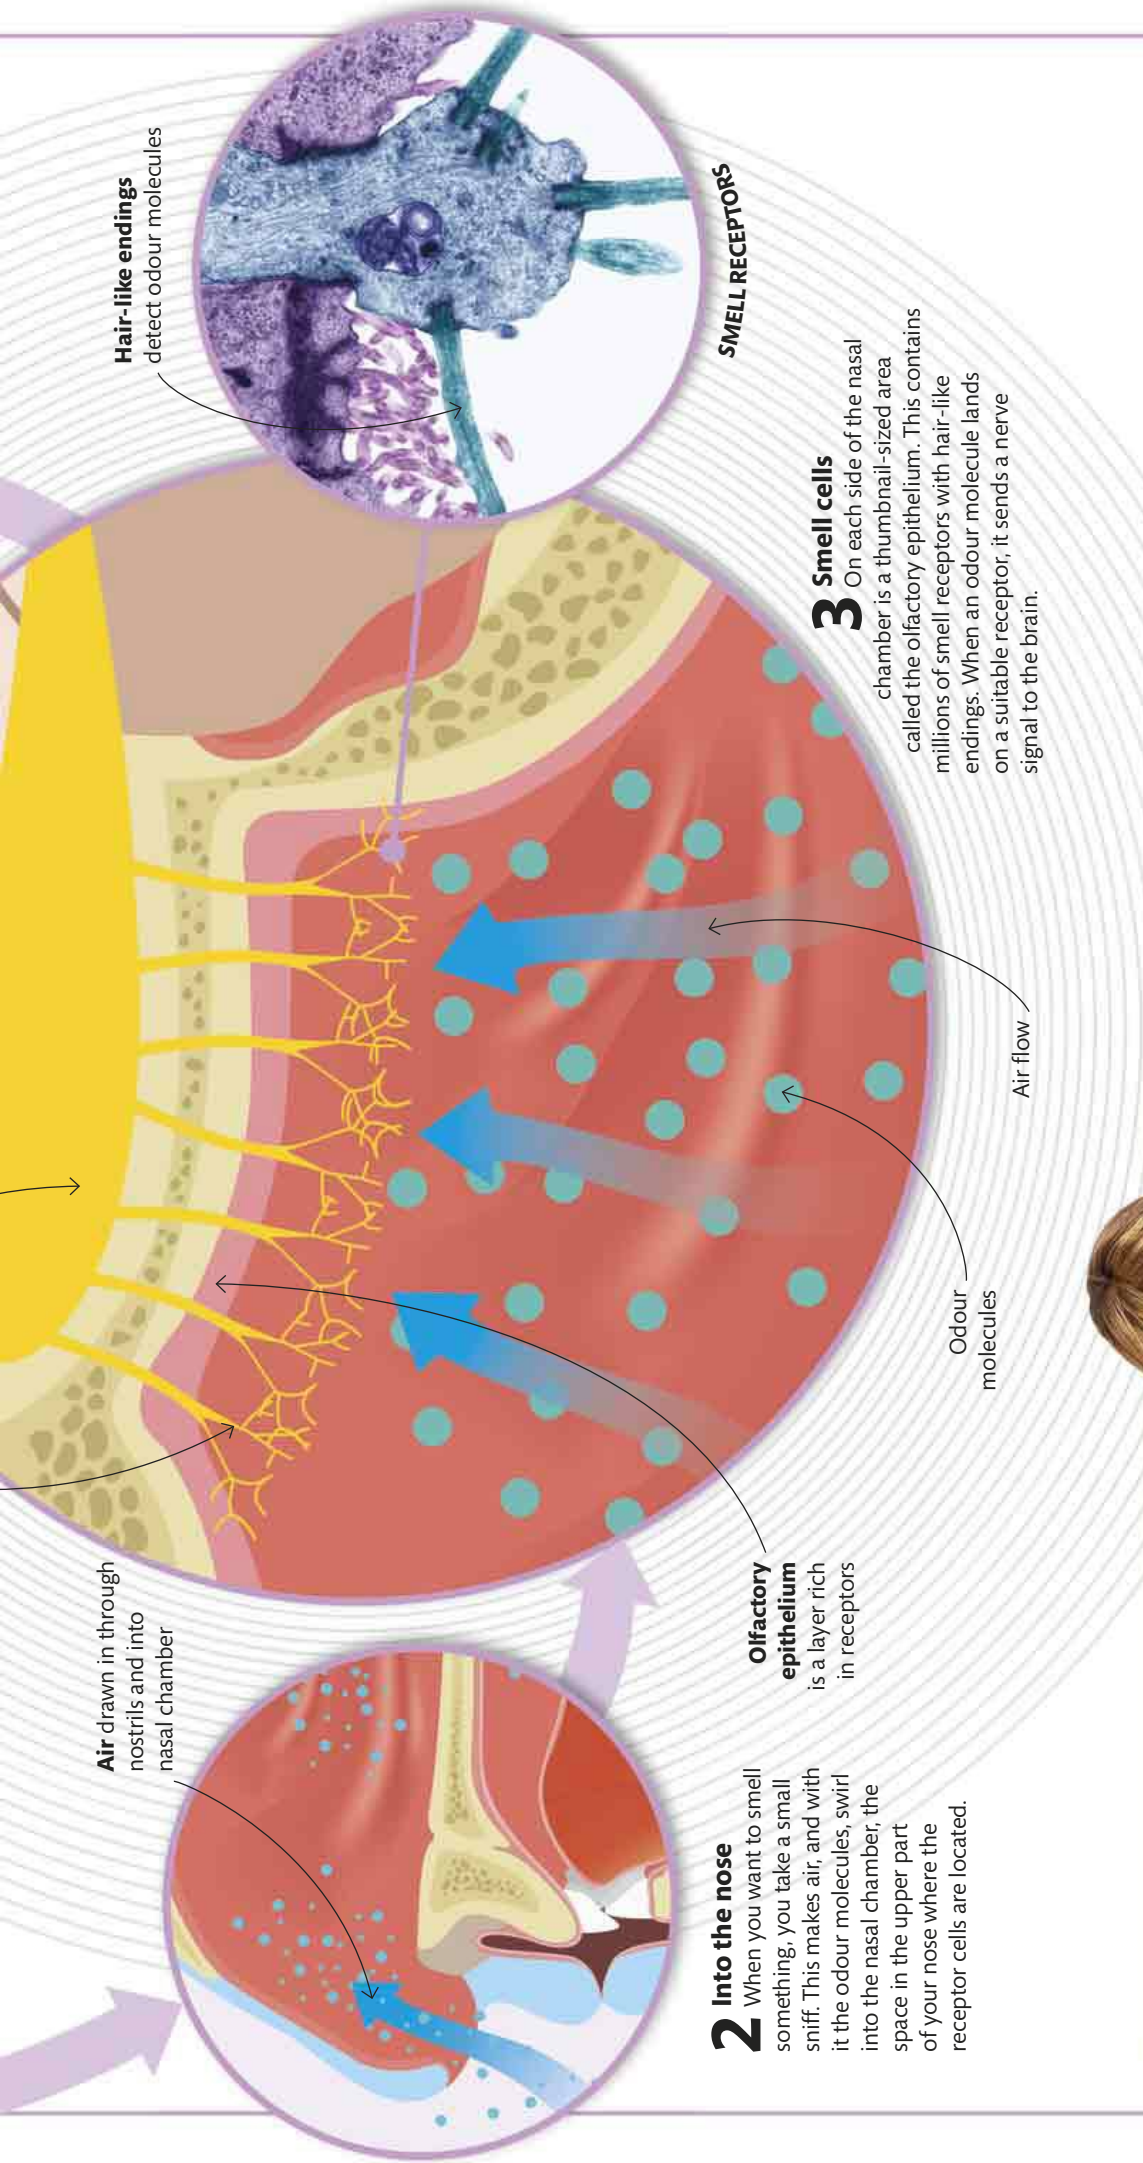 Air drawn in through
nostrils and into
nasal chamber
2 Into the nose
When you want to smell
something, you take a small
sniff. This makes air, and with
it the odour molecules, swirl
into the nasal chamber, the
space in the upper part
of your nose where the
receptor cells are located.
Olfactory
epithelium
is a layer rich
in receptors
Odour
molecules
Air flow
Hair-like endings
detect odour molecules
SMELL RECEPTORS
3 Smell cells
On each side of the nasal
chamber is a thumbnail-sized area
called the olfactory epithelium. This contains
millions of smell receptors with hair-like
endings. When an odour molecule lands
on a suitable receptor, it sends a nerve
signal to the brain.